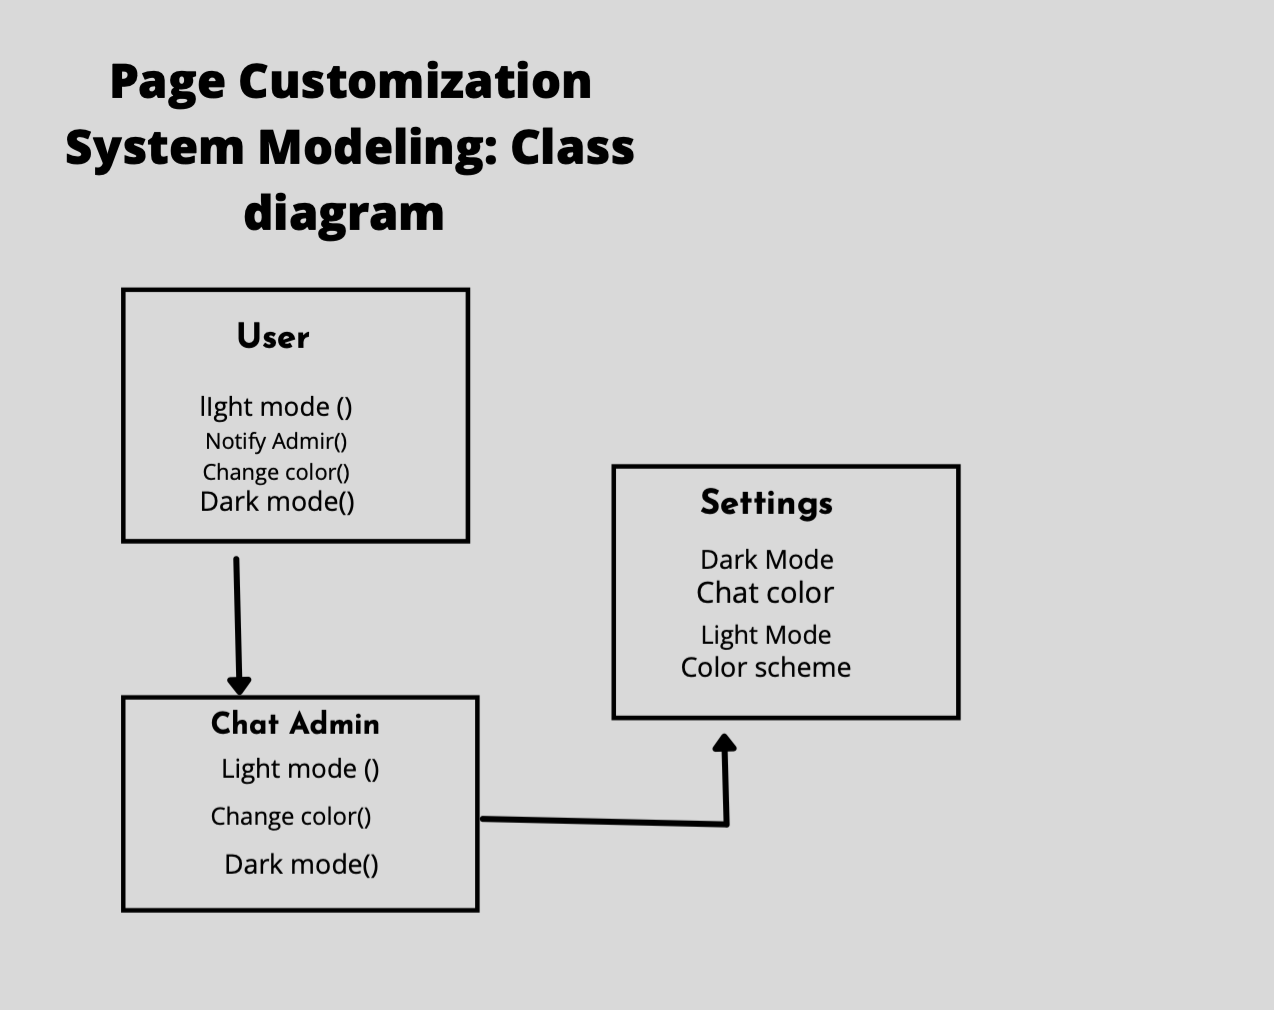 Page Customization
System Modeling: Class
diagram
User
lIght mode ()
Notify Admir()
Change color()
Dark mode()
Settings
Dark Mode
Chat color
Light Mode
Color scheme
Chat Admin
Light mode ()
Change color()
Dark mode()